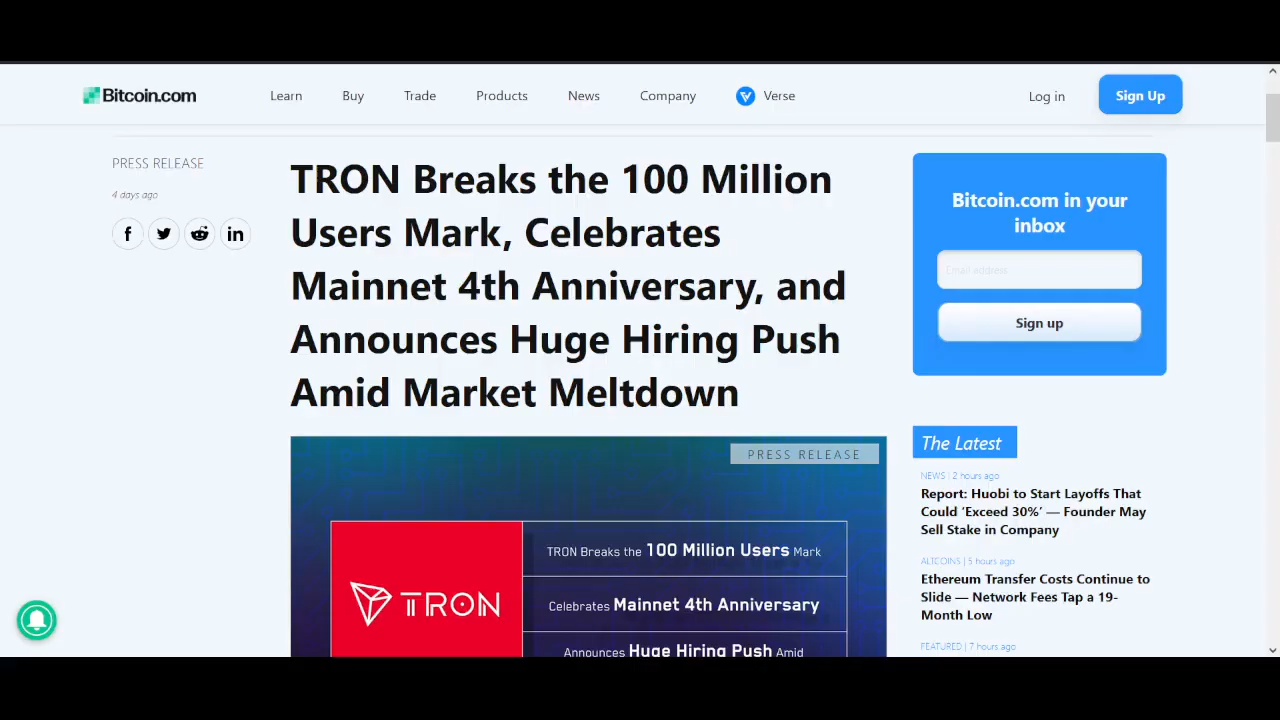 Bitcoin.com
Learn
Buy
Trade
Products
News
Company
Verse
Log in
Sign Up
PRESS RELEASE
4 days ago
TRON Breaks the 100 Million
Users Mark, Celebrates
Mainnet 4th Anniversary, and
Announces Huge Hiring Push
Amid Market Meltdown
PRESS RELEASE
TRON
TRON Breaks the 100 Million Users Mark
Celebrates Mainnet 4th Anniversary
Announces Huge Hiring Push Amid
Bitcoin.com in your
inbox
Email address
Sign up
The Latest
NEWS | 2 hours ago
Report: Huobi to Start Layoffs That
Could ‘Exceed 30%’ — Founder May
Sell Stake in Company
ALTCOINS | 5 hours ago
Ethereum Transfer Costs Continue to
Slide — Network Fees Tap a 19-
Month Low
FEATURED | 7 hours ago